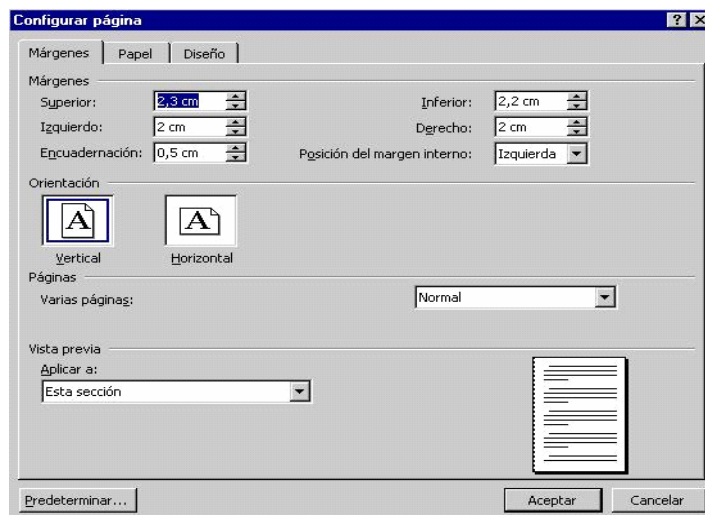 Configurar página
Márgenes Papel Diseño
Márgenes
Superior: 2,3 cm Inferior: 2,2 cm
Izquierdo: 2 cm Derecho: 2 cm
Encuadernación: 0,5 cm Posición del margen interno: Izquierda
Orientación
A A
Vertical Horizontal
Páginas
Varias páginas: Normal
Vista previa
Aplicar a:
Esta sección
Predeterminar... Aceptar Cancelar